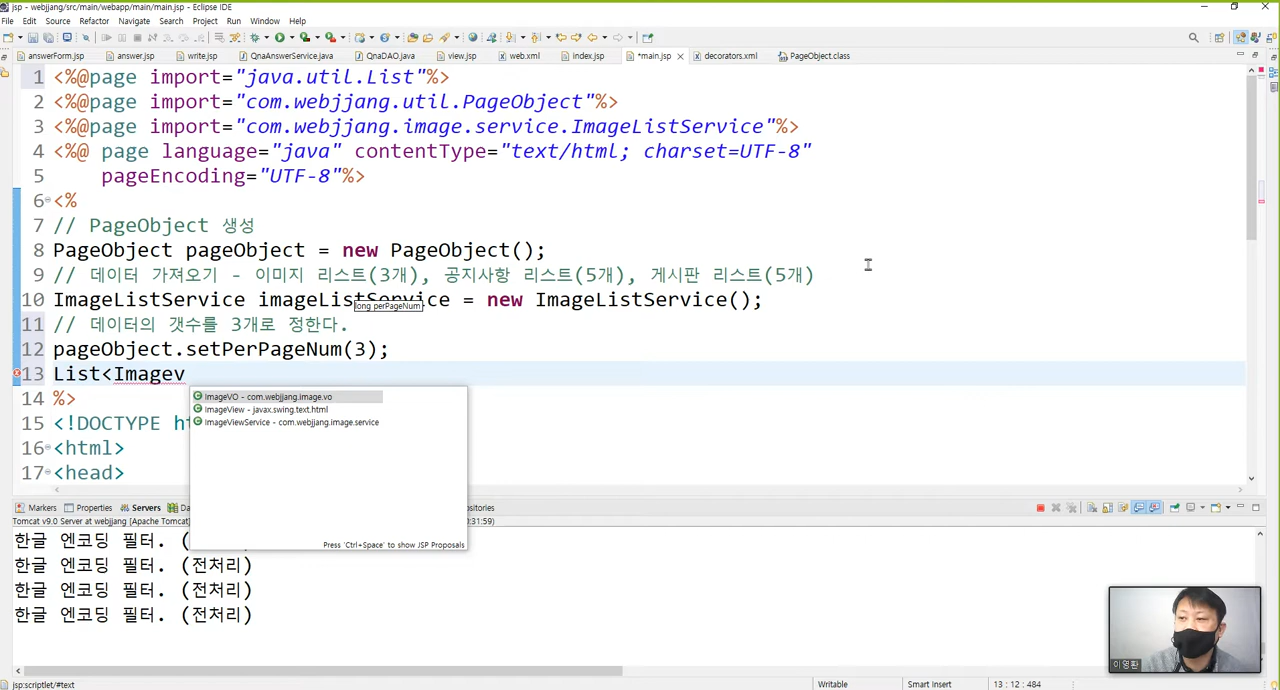 jsp - webjjang/src/main/webapp/main/main.jsp - Eclipse IDE
File Edit Source Refactor Navigate Search Project Run Window Help
answerForm.jsp answer.jsp write.jsp QnaAnswerService.java QnaDAO.java view.jsp web.xml index.jsp *main.jsp decorators.xml PageObject.class
1 <%@page import="java.util.List"%>
2 <%@page import="com.webjjang.util.PageObject"%>
3 <%@page import="com.webjjang.image.service.ImageListService"%>
4 <%@ page language="java" contentType="text/html; charset=UTF-8"
5 pageEncoding="UTF-8"%>
6 <%
7 // PageObject 생성
8 PageObject pageObject = new PageObject();
9 // 데이터 가져오기 - 이미지 리스트(3개), 공지사항 리스트(5개), 게시판 리스트(5개)
10 ImageListService imageListService = new ImageListService();
long perPageNum
11 // 데이터의 갯수를 3개로 정한다.
12 pageObject.setPerPageNum(3);
13 List<Imagev
ImageVO - com.webjjang.image.vo
14 %>
ImageView - javax.swing.text.html
15 <!DOCTYPE ht
ImageViewService - com.webjjang.image.service
16 <html>
17 <head>
Markers Properties Servers Da
Tomcat v9.0 Server at webjjang [Apache Tomcat] 0:31:59)
한글 엔코딩 필터. (
Press 'Ctrl+Space' to show JSP Proposals
한글 엔코딩 필터. (전처리)
한글 엔코딩 필터. (전처리)
한글 엔코딩 필터. (전처리)
이영환
jsp:scriptlet/#text Writable Smart Insert 13 : 12 : 484